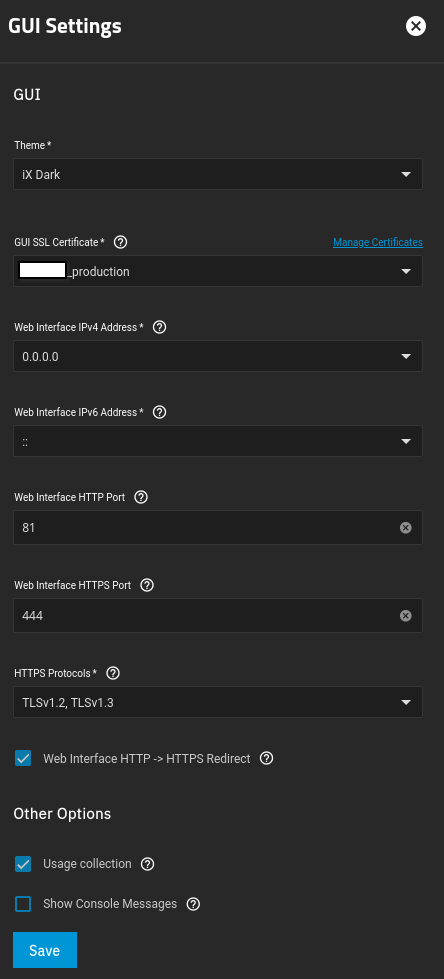 GUI Settings
GUI
Theme *
iX Dark
GUI SSL Certificate * Manage Certificates
_production
Web Interface IPv4 Address *
0.0.0.0
Web Interface IPv6 Address *
::
Web Interface HTTP Port
81
Web Interface HTTPS Port
444
HTTPS Protocols *
TLSv1.2, TLSv1.3
Web Interface HTTP -> HTTPS Redirect
Other Options
Usage collection
Show Console Messages
Save